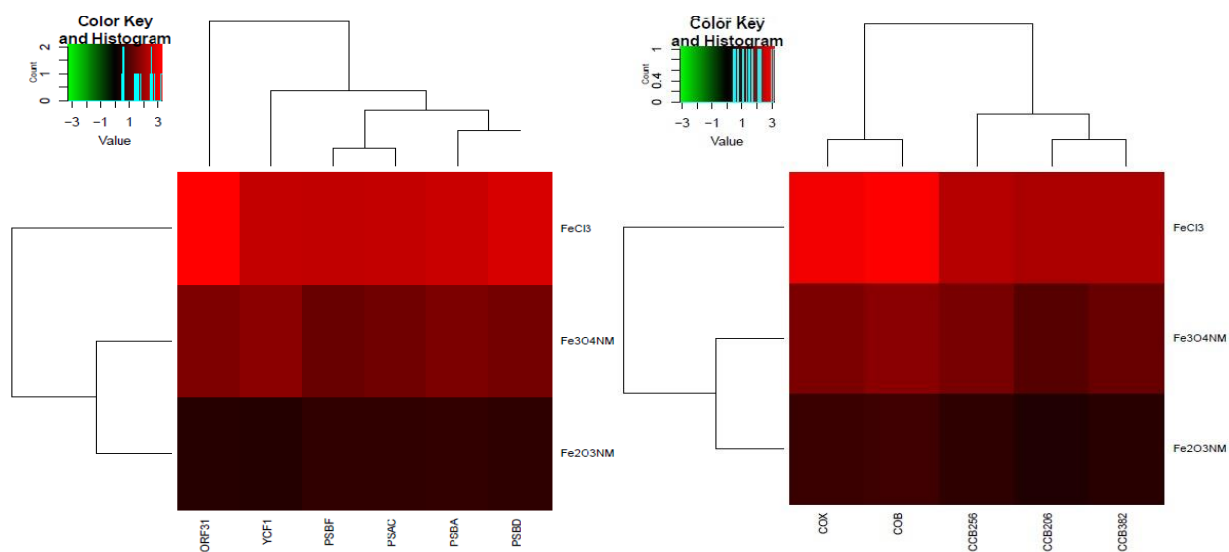 Color Key
and Histogram
Count
2
1
0
−3
−1
1
3
Value
FeCl3
Fe3O4NM
Fe2O3NM
ORF31
YCF1
PSBF
PSAC
PSBA
PSBD
Color Key
and Histogram
Count
1
0.4
0
−3
−1
1
3
Value
FeCl3
Fe3O4NM
Fe2O3NM
COX
COB
CCB256
CCB206
CCB382